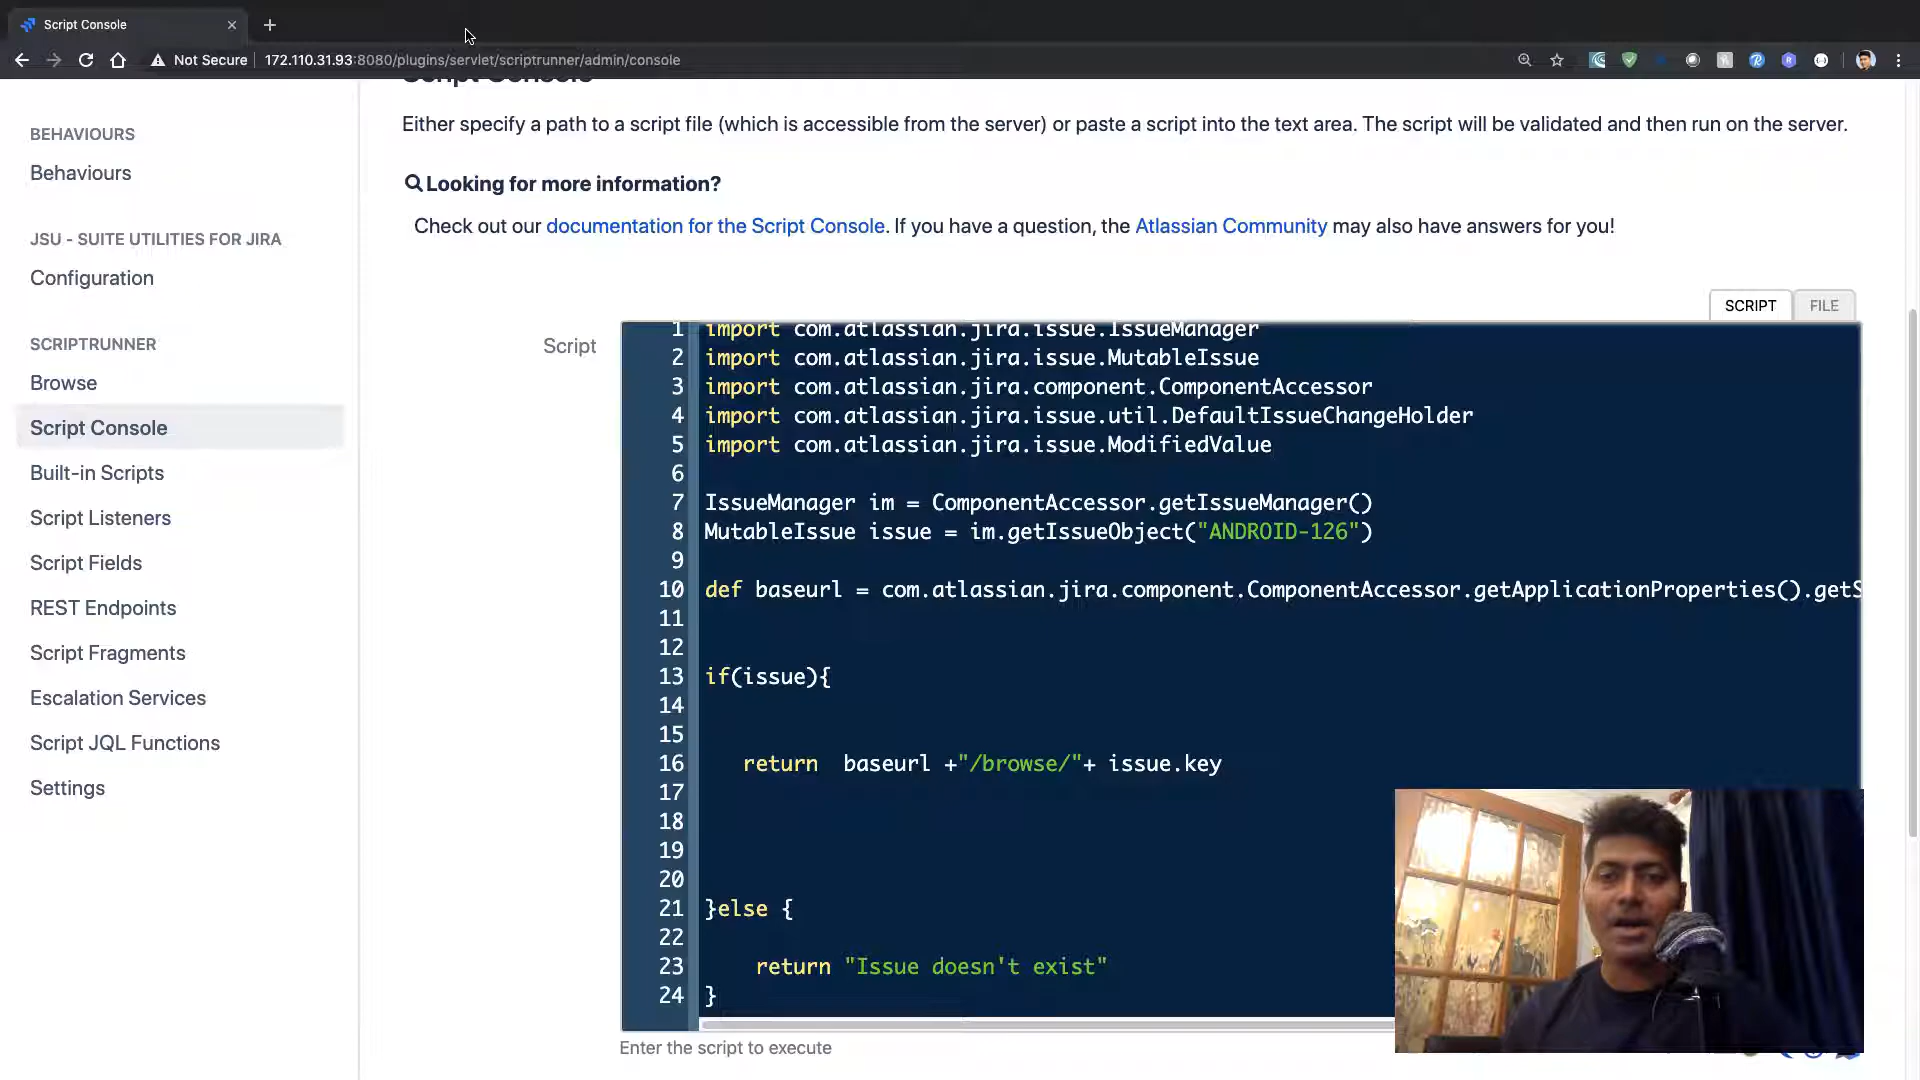 Script Console
Not Secure 172.110.31.93:8080/plugins/servlet/scriptrunner/admin/console
Script Console
Either specify a path to a script file (which is accessible from the server) or paste a script into the text area. The script will be validated and then run on the server.
BEHAVIOURS
Behaviours
Looking for more information?
Check out our documentation for the Script Console. If you have a question, the Atlassian Community may also have answers for you!
JSU - SUITE UTILITIES FOR JIRA
Configuration
SCRIPTRUNNER
Browse
Script Console
Built-in Scripts
Script Listeners
Script Fields
REST Endpoints
Script Fragments
Escalation Services
Script JQL Functions
Settings
SCRIPT FILE
Script
1 import com.atlassian.jira.issue.IssueManager
2 import com.atlassian.jira.issue.MutableIssue
3 import com.atlassian.jira.component.ComponentAccessor
4 import com.atlassian.jira.issue.util.DefaultIssueChangeHolder
5 import com.atlassian.jira.issue.ModifiedValue
6
7 IssueManager im = ComponentAccessor.getIssueManager()
8 MutableIssue issue = im.getIssueObject("ANDROID-126")
9
10 def baseurl = com.atlassian.jira.component.ComponentAccessor.getApplicationProperties().getS
11
12
13 if(issue){
14
15
16 return baseurl +"/browse/"+ issue.key
17
18
19
20
21 }else {
22
23 return "Issue doesn't exist"
24 }
Enter the script to execute